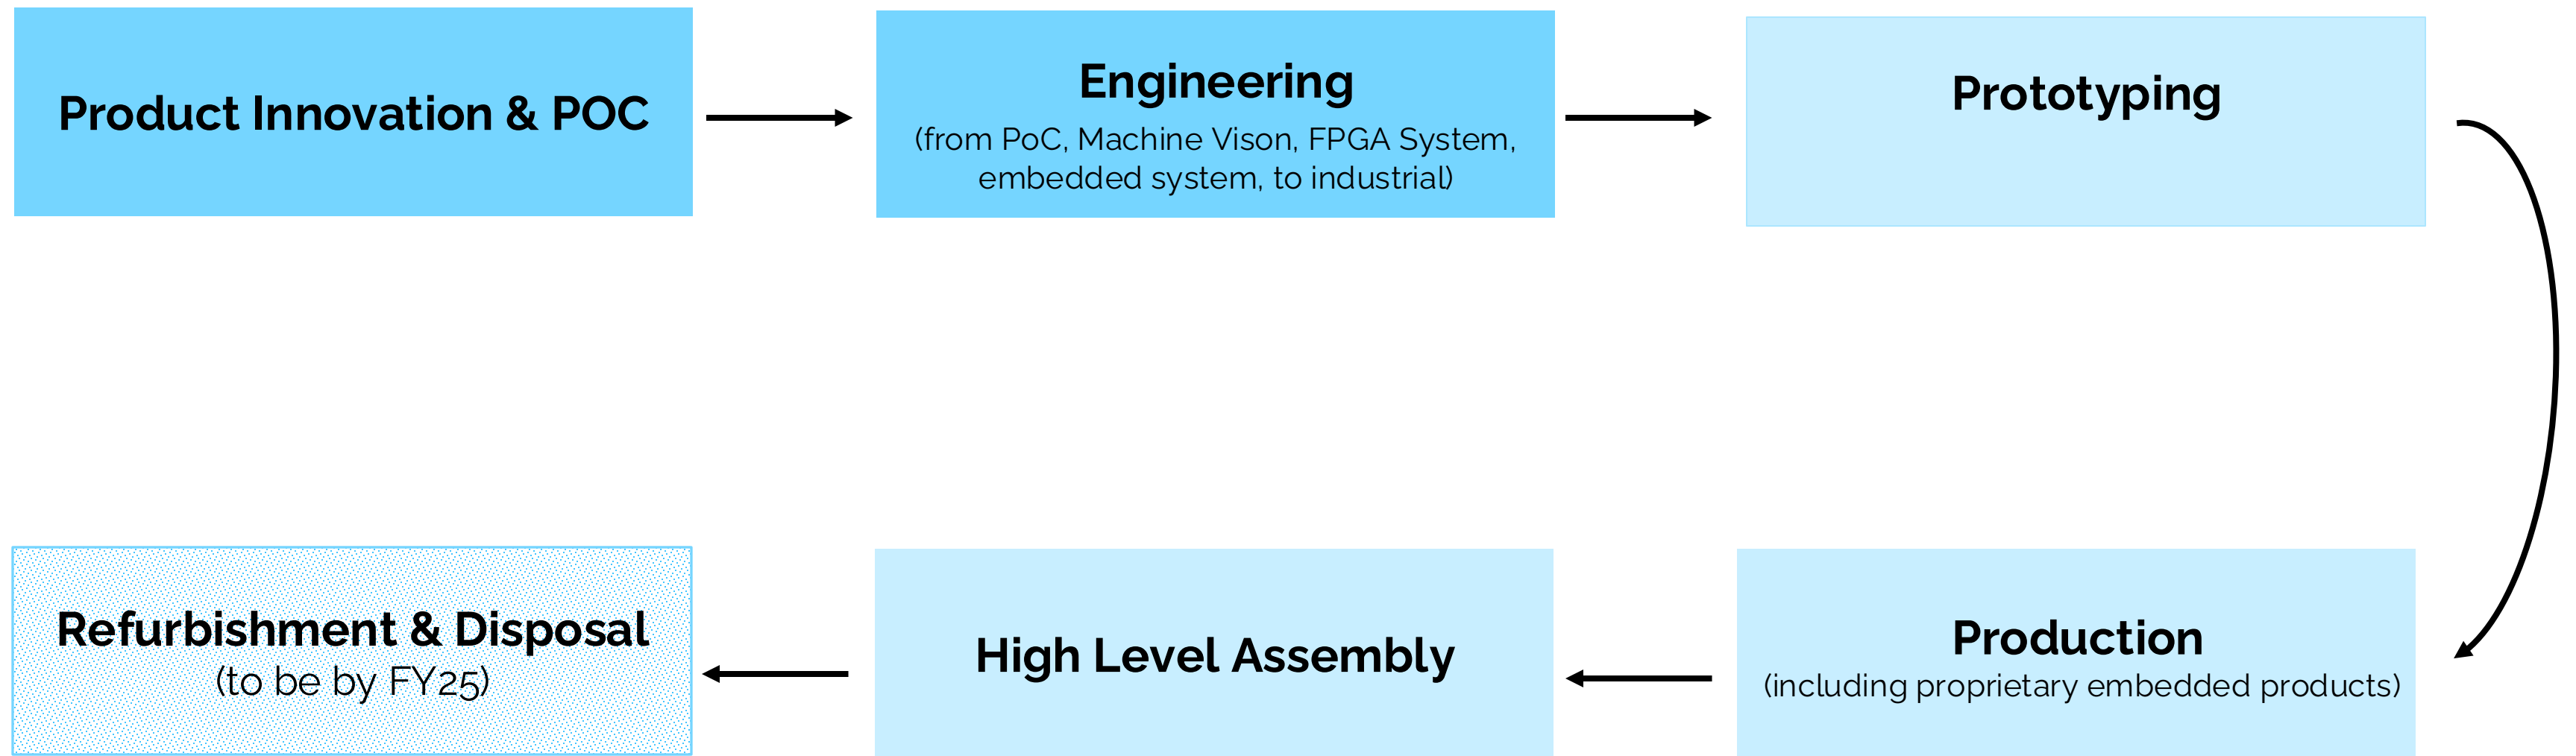 Product Innovation & POC
Engineering
(from PoC, Machine Vison, FPGA System,
embedded system, to industrial)
Prototyping
Production
(including proprietary embedded products)
High Level Assembly
Refurbishment & Disposal
(to be by FY25)